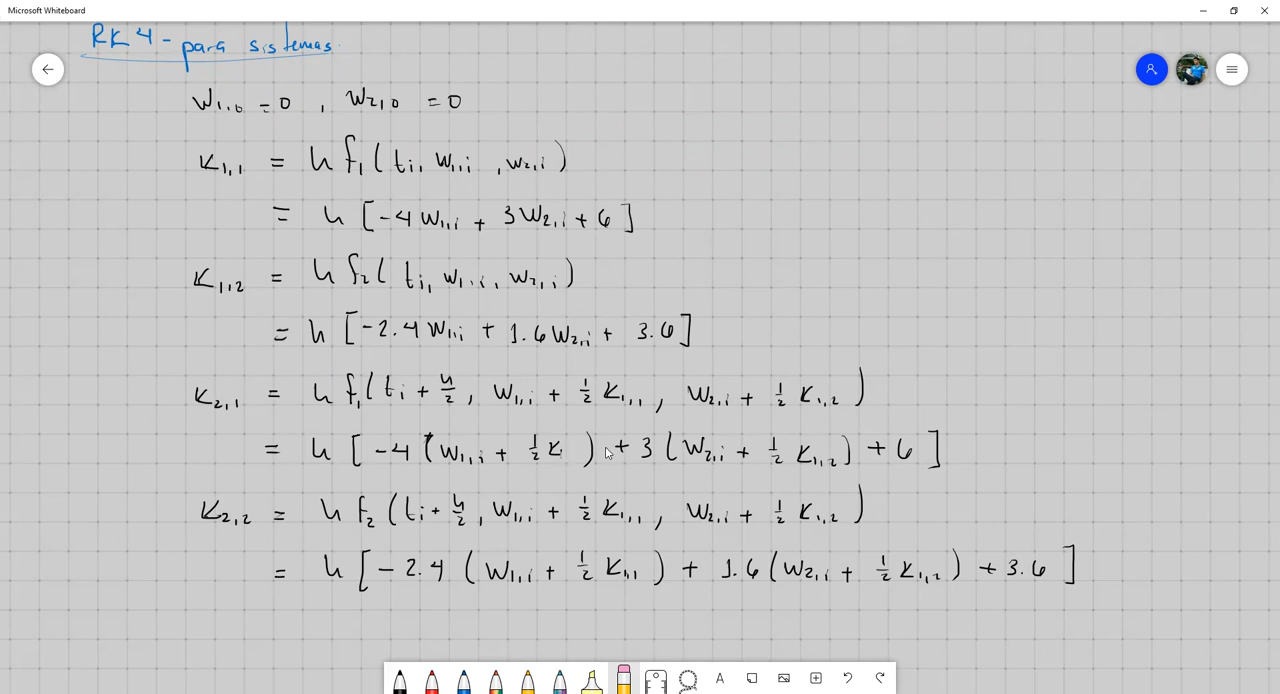 Microsoft Whiteboard
RK4 - para sistemas
W1,0 = 0 , W2,0 = 0
K1,1 = h f1 ( ti, W1,i , W2,i )
= h [ -4 W1,i + 3 W2,i + 6 ]
K1,2 = h f2 ( ti, W1,i , W2,i )
= h [ -2.4 W1,i + 1.6 W2,i + 3.6 ]
K2,1 = h f1 ( ti + h/2 , W1,i + 1/2 K1,1 , W2,i + 1/2 K1,2 )
= h [ -4 ( W1,i + 1/2 K ) + 3 ( W2,i + 1/2 K1,2 ) + 6 ]
K2,2 = h f2 ( ti + h/2 , W1,i + 1/2 K1,1 , W2,i + 1/2 K1,2 )
= h [ -2.4 ( W1,i + 1/2 K1,1 ) + 1.6 ( W2,i + 1/2 K1,2 ) + 3.6 ]
A